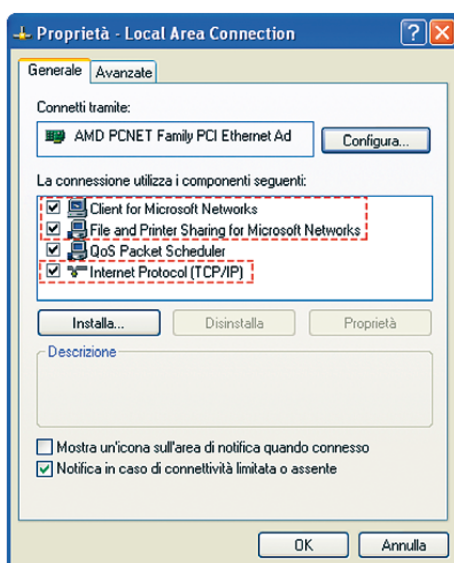 Proprietà - Local Area Connection
Generale Avanzate
Connetti tramite:
AMD PCNET Family PCI Ethernet Ad Configura...
La connessione utilizza i componenti seguenti:
Client for Microsoft Networks
File and Printer Sharing for Microsoft Networks
QoS Packet Scheduler
Internet Protocol (TCP/IP)
Installa... Disinstalla Proprietà
Descrizione
Mostra un'icona sull'area di notifica quando connesso
Notifica in caso di connettività limitata o assente
OK Annulla